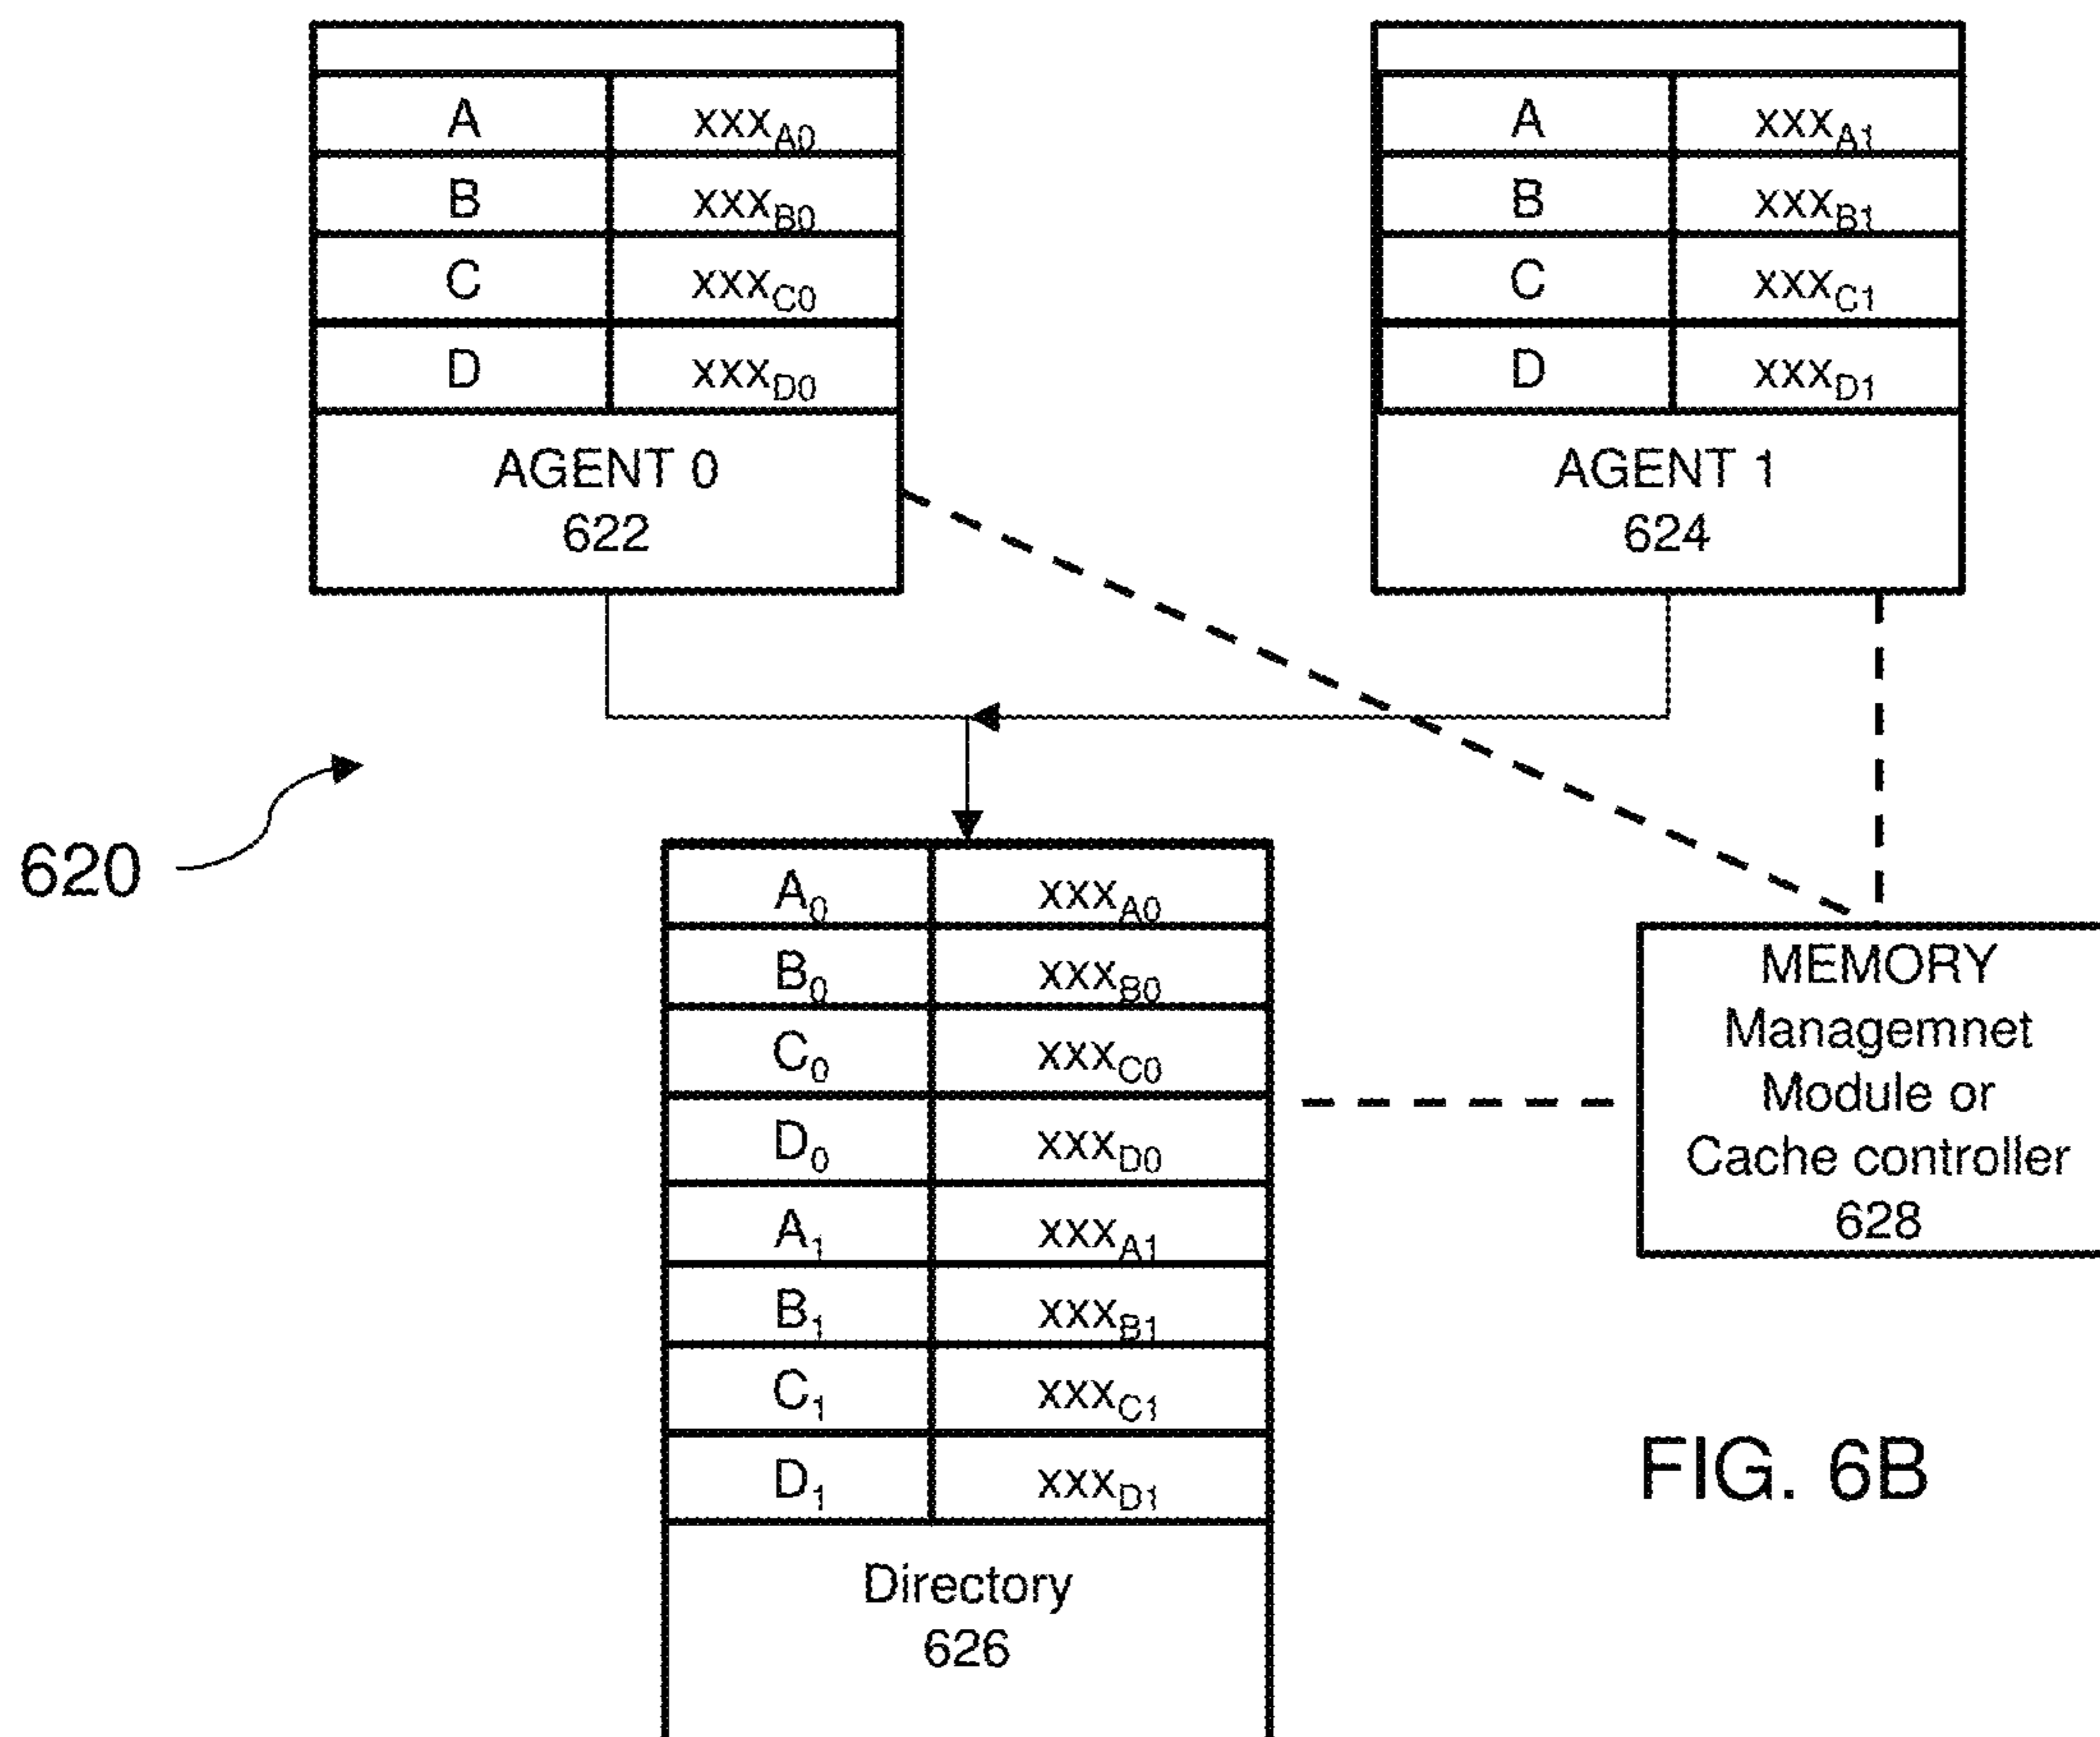 A xxxA0
B xxxB0
C xxxC0
D xxxD0
AGENT 0
622
A xxxA1
B xxxB1
C xxxC1
D xxxD1
AGENT 1
624
620
A0 xxxA0
B0 xxxB0
C0 xxxC0
D0 xxxD0
A1 xxxA1
B1 xxxB1
C1 xxxC1
D1 xxxD1
Directory
626
MEMORY
Managemnet
Module or
Cache controller
628
FIG. 6B